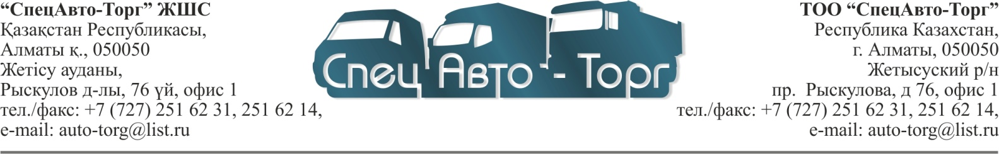 “СпецАвто-Торг” ЖШС
Қазақстан Республикасы,
Алматы қ., 050050
Жетісу ауданы,
Рыскулов д-лы, 76 үй, офис 1
тел./факс: +7 (727) 251 62 31, 251 62 14,
e-mail: auto-torg@list.ru
Спец Авто - Торг
ТОО “СпецАвто-Торг”
Республика Казахстан,
г. Алматы, 050050
Жетысуский р/н
пр. Рыскулова, д 76, офис 1
тел./факс: +7 (727) 251 62 31, 251 62 14,
e-mail: auto-torg@list.ru